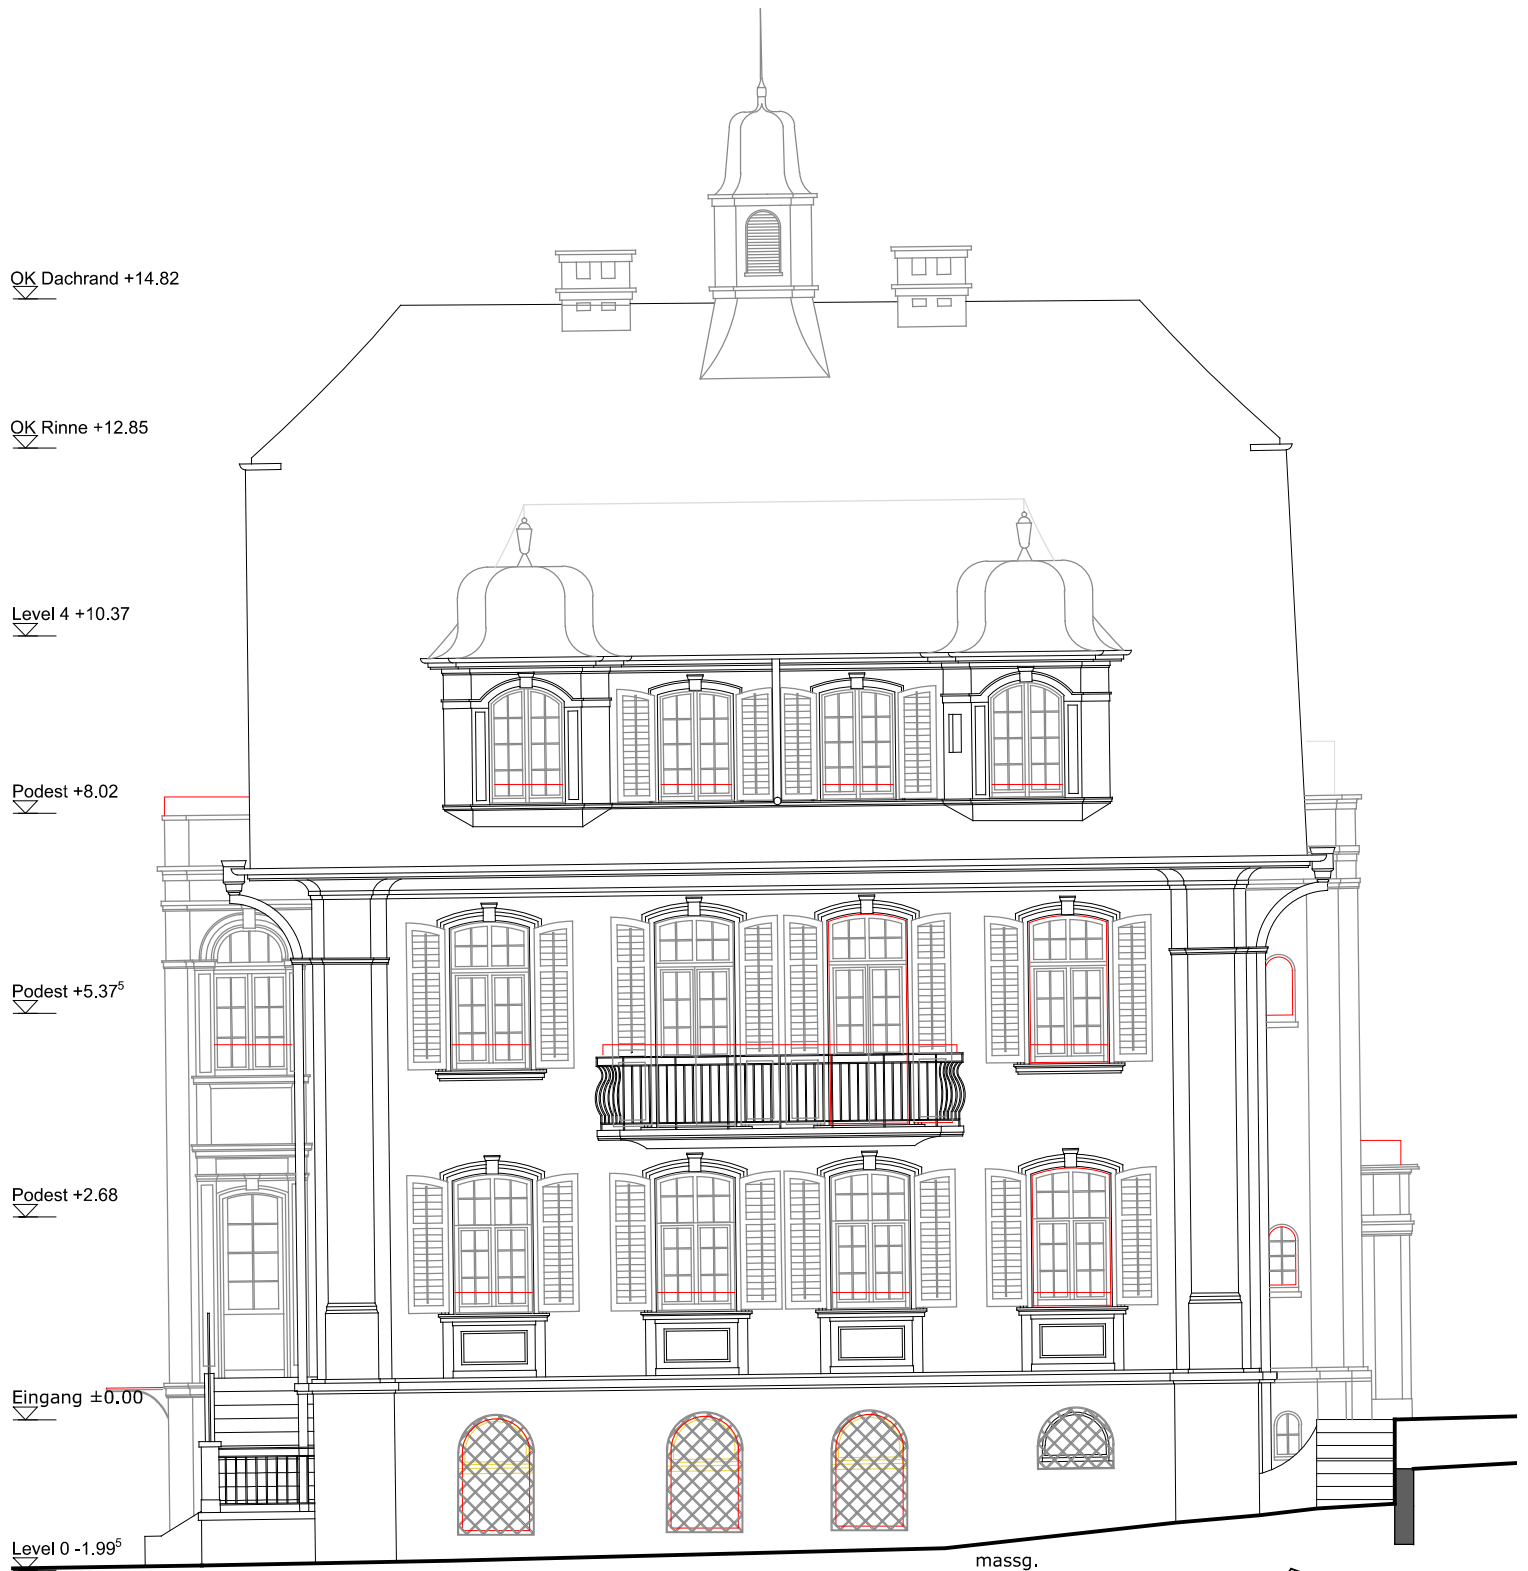 OK Dachrand +14.82
OK Rinne +12.85
Level 4 +10.37
Podest +8.02
Podest +5.37⁵
Podest +2.68
Eingang ±0.00
Level 0 -1.99⁵
massg.